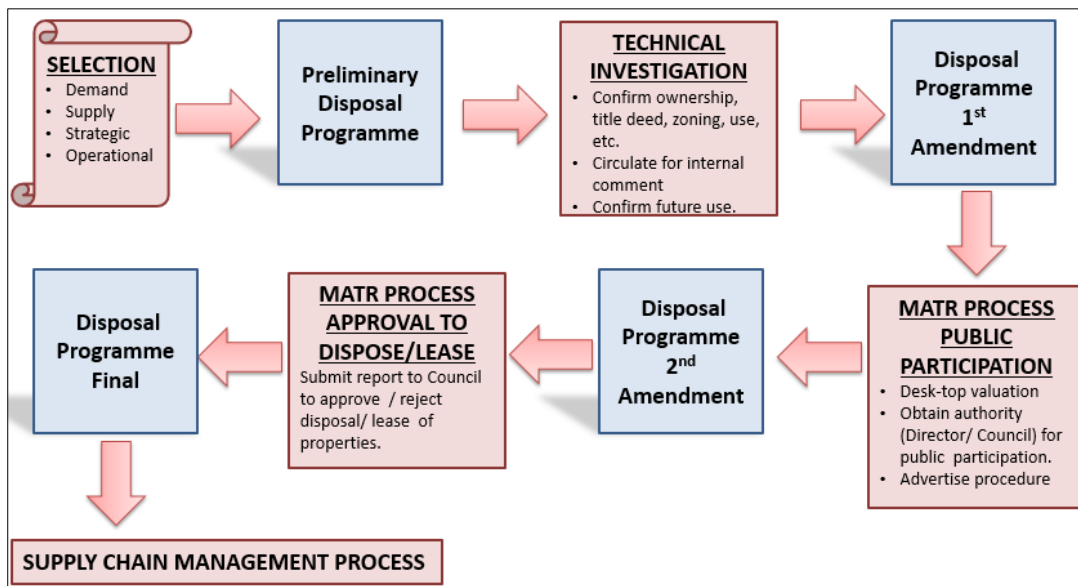 SELECTION
• Demand
• Supply
• Strategic
• Operational
Preliminary
Disposal
Programme
TECHNICAL
INVESTIGATION
• Confirm ownership,
title deed, zoning, use,
etc.
• Circulate for internal
comment
• Confirm future use.
Disposal
Programme
1st
Amendment
MATR PROCESS
PUBLIC
PARTICIPATION
• Desk-top valuation
• Obtain authority
(Director/ Council) for
public participation.
• Advertise procedure
Disposal
Programme
2nd
Amendment
MATR PROCESS
APPROVAL TO
DISPOSE/LEASE
Submit report to Council
to approve / reject
disposal/ lease of
properties.
Disposal
Programme
Final
SUPPLY CHAIN MANAGEMENT PROCESS